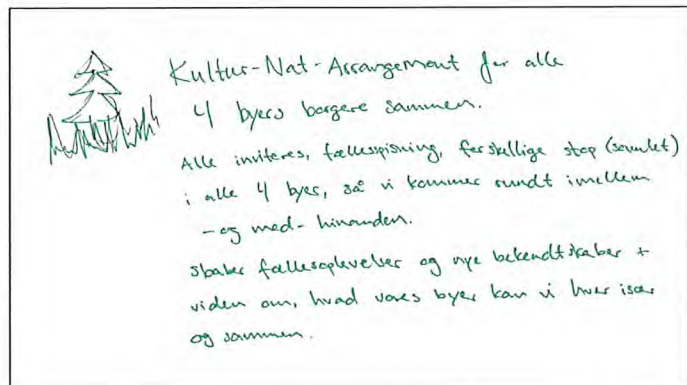 Kultur-Nat-Arrangement for alle
4 byers borgere sammen.
Alle inviteres, fællesspisning, forskellige stop (samlet)
i alle 4 byer, så vi kommer rundt imellem
- og med - hinanden.
skaber fællesoplevelser og nye bekendtskaber +
viden om, hvad vores byer kan vi hver især
og sammen.